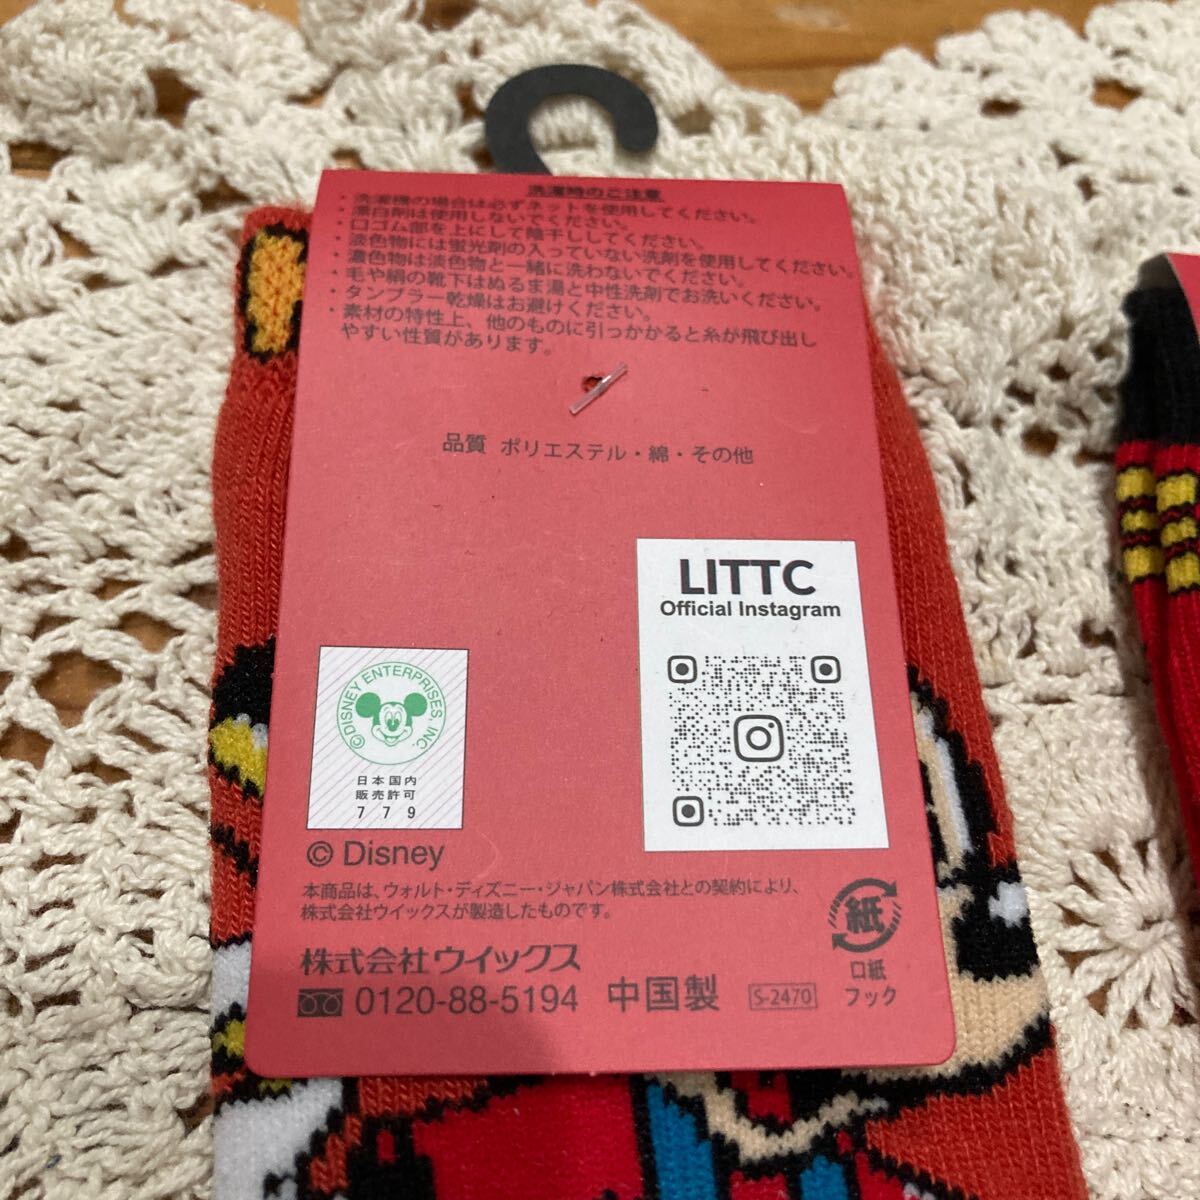 洗濯時のご注意
・洗濯機の場合は必ずネットを使用してください。
・漂白剤は使用しないでください。
・口ゴム部を上にして陰干ししてください。
・淡色物には蛍光剤の入っていない洗剤を使用してください。
・濃色物は淡色物と一緒に洗わないでください。
・毛や絹の靴下はぬるま湯と中性洗剤でお洗いください。
・タンブラー乾燥はお避けください。
・素材の特性上、他のものに引っかかると糸が飛び出し
やすい性質があります。
品質 ポリエステル・綿・その他
LITTC
Official Instagram
©DISNEY ENTERPRISES, INC.
日本国内
販売許可
779
© Disney
本商品は、ウォルト・ディズニー・ジャパン株式会社との契約により、
株式会社ウイックスが製造したものです。
株式会社ウイックス
0120-88-5194 中国製 S-2470
紙
口紙
フック